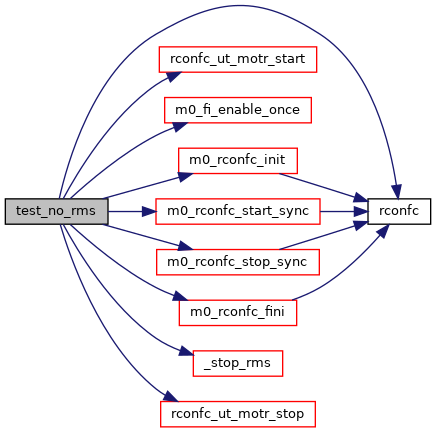 rconfc_ut_motr_start
m0_fi_enable_once
m0_rconfc_init
test_no_rms
m0_rconfc_start_sync
rconfc
m0_rconfc_stop_sync
m0_rconfc_fini
_stop_rms
rconfc_ut_motr_stop